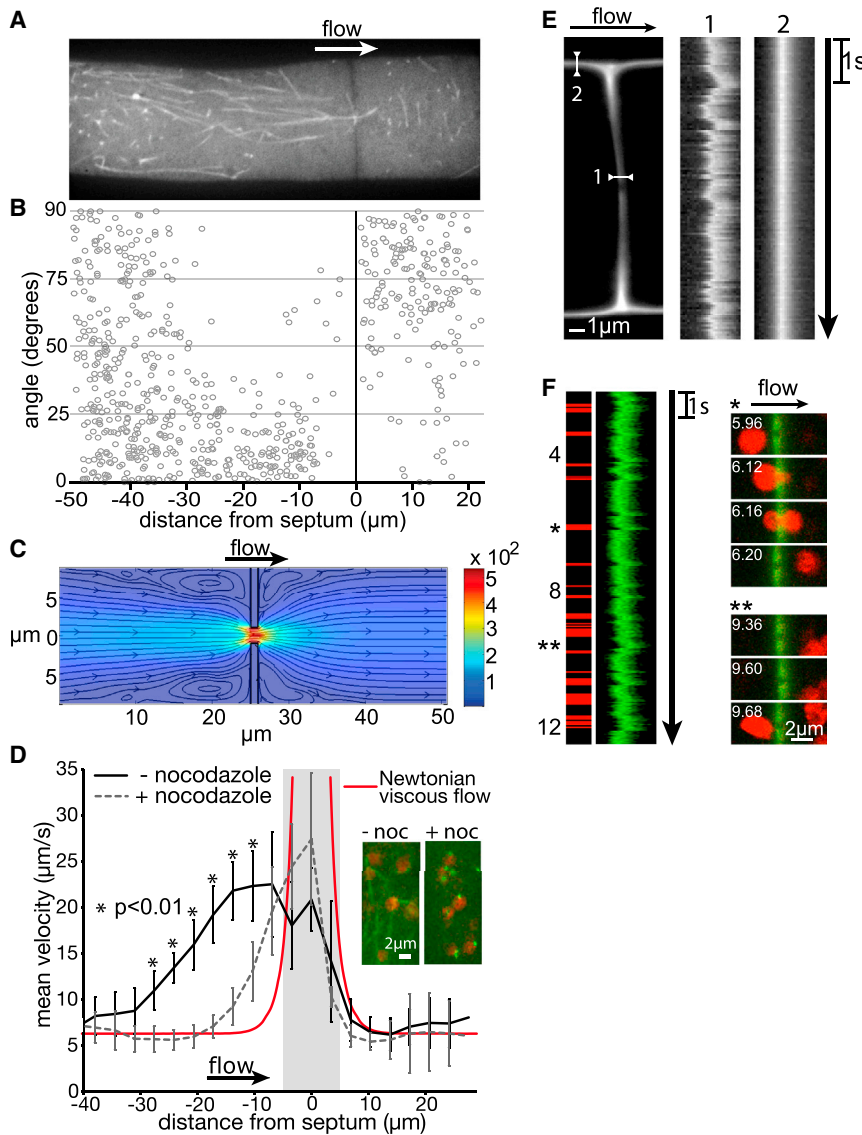 A
flow
B
90
75
50
25
0
angle (degrees)
-50 -40 -30 -20 -10 0 10 20
distance from septum (µm)
C
flow
x 10²
5
4
3
2
1
5
µm 0
5
10 20 30 40 50
µm
D
35
30
25
20
15
10
5
0
mean velocity (µm/s)
- nocodazole
+ nocodazole
Newtonian
viscous flow
* p<0.01
* * * * * *
- noc + noc
2µm
flow
-40 -30 -20 -10 0 10 20
distance from septum (µm)
E
flow
1 2
1s
2
1
1µm
F
1s
4
*
8
**
12
* flow
5.96
6.12
6.16
6.20
**
9.36
9.60
9.68
2µm